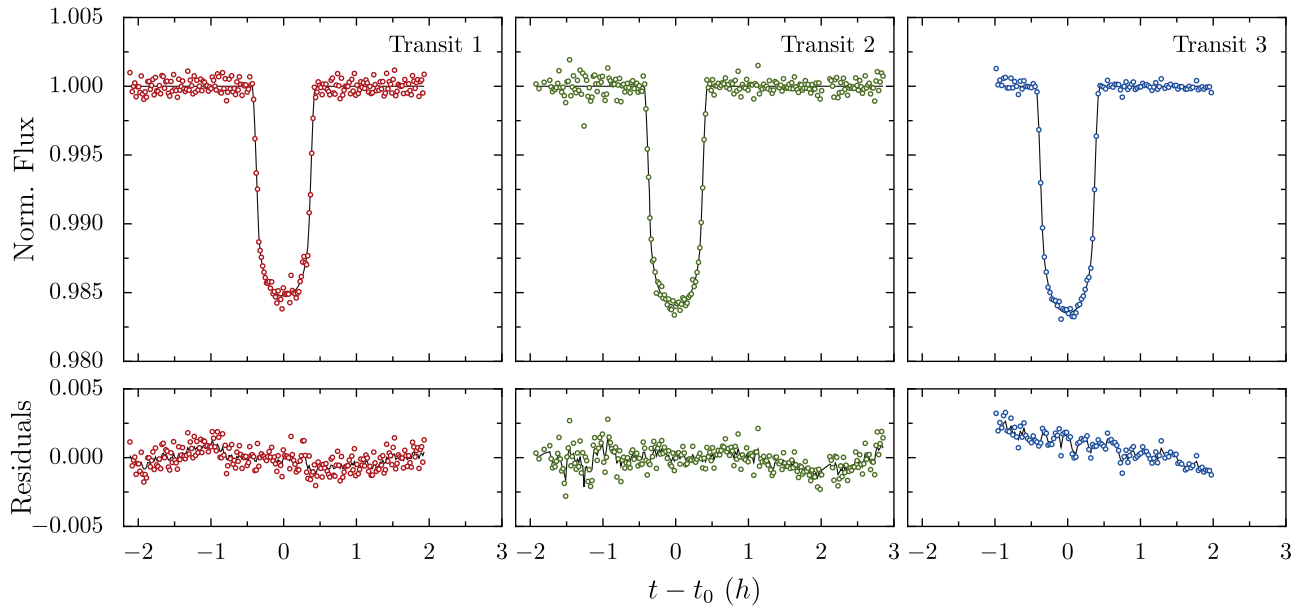 Transit 1
Transit 2
Transit 3
Norm. Flux
1.005
1.000
0.995
0.990
0.985
0.980
Residuals
0.005
0.000
−0.005
−2 −1 0 1 2 3
−2 −1 0 1 2 3
−2 −1 0 1 2 3
t − t₀ (h)